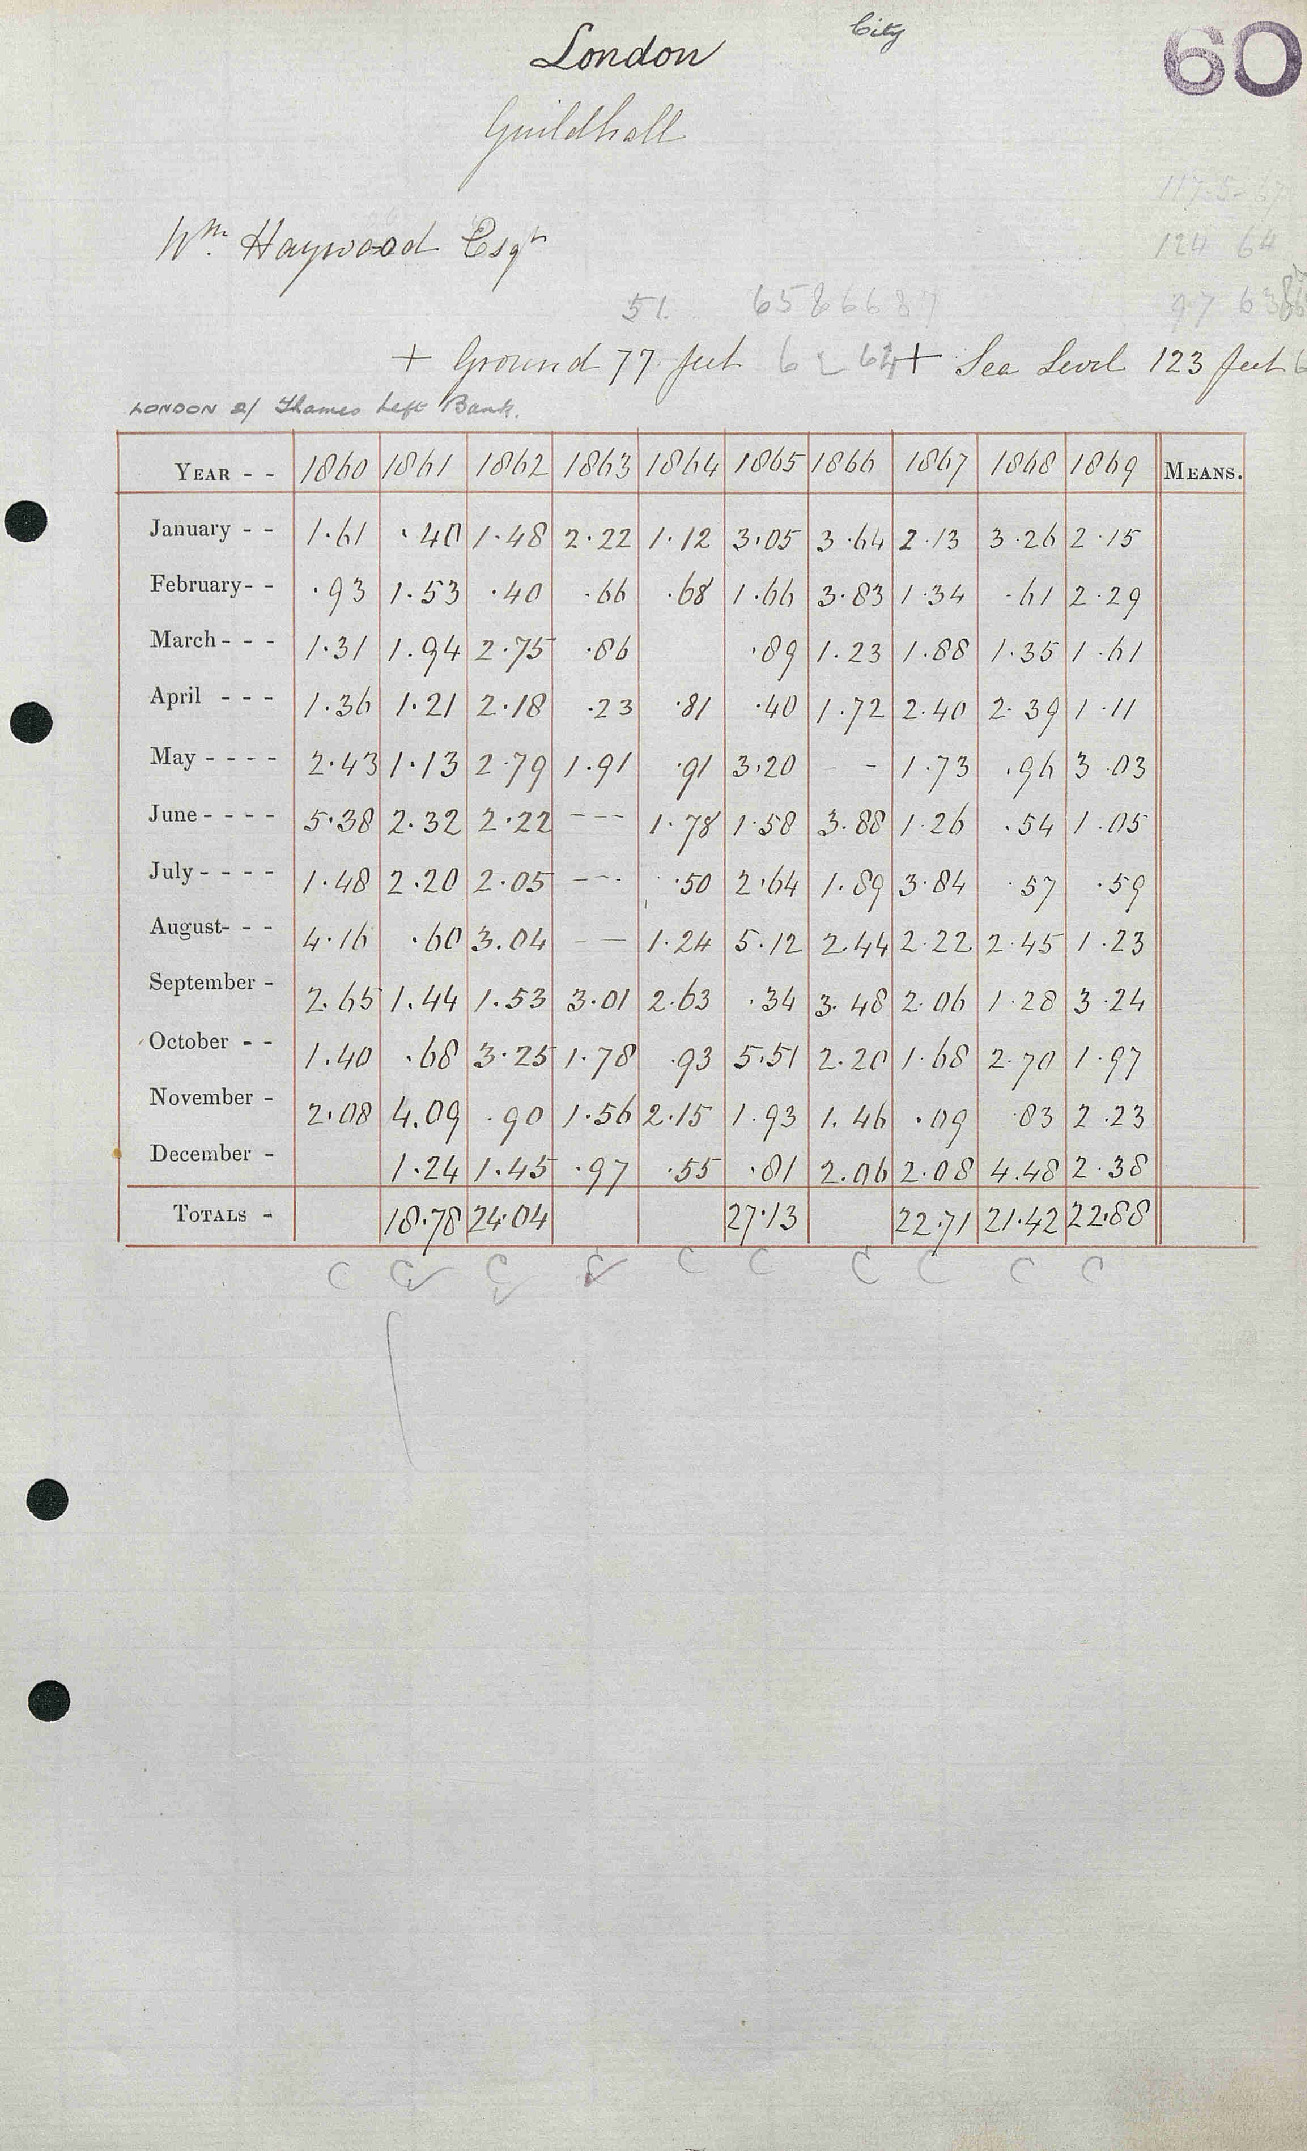 London
City
60
Guildhall
117·5-67
124 64
Wm. Haywood Esqr
51.
+ Ground 77 feet
+ Sea Level 123 feet
LONDON 2/ Thames Left Bank.
YEAR - - 1860 1861 1862 1863 1864 1865 1866 1867 1868 1869 MEANS.
January - - 1·61 ·40 1·48 2·22 1·12 3·05 3·64 2·13 3·26 2·15
February - - ·93 1·53 ·40 ·66 ·68 1·66 3·83 1·34 ·61 2·29
March - - - 1·31 1·94 2·75 ·86 ·89 1·23 1·88 1·35 1·61
April - - - 1·36 1·21 2·18 ·23 ·81 ·40 1·72 2·40 2·39 1·11
May - - - - 2·43 1·13 2·79 1·91 ·91 3·20 - - 1·73 ·96 3·03
June - - - - 5·38 2·32 2·22 --- 1·78 1·58 3·88 1·26 ·54 1·05
July - - - - 1·48 2·20 2·05 --- ·50 2·64 1·89 3·84 ·57 ·59
August - - - 4·16 ·60 3·04 -- 1·24 5·12 2·44 2·22 2·45 1·23
September - 2·65 1·44 1·53 3·01 2·63 ·34 3·48 2·06 1·28 3·24
October - - 1·40 ·68 3·25 1·78 ·93 5·51 2·20 1·68 2·70 1·97
November - 2·08 4·09 ·90 1·56 2·15 1·93 1·46 ·09 ·83 2·23
December - 1·24 1·45 ·97 ·55 ·81 2·06 2·08 4·48 2·38
TOTALS - 18·78 24·04 27·13 22·71 21·42 22·88
C C C C C C C C C